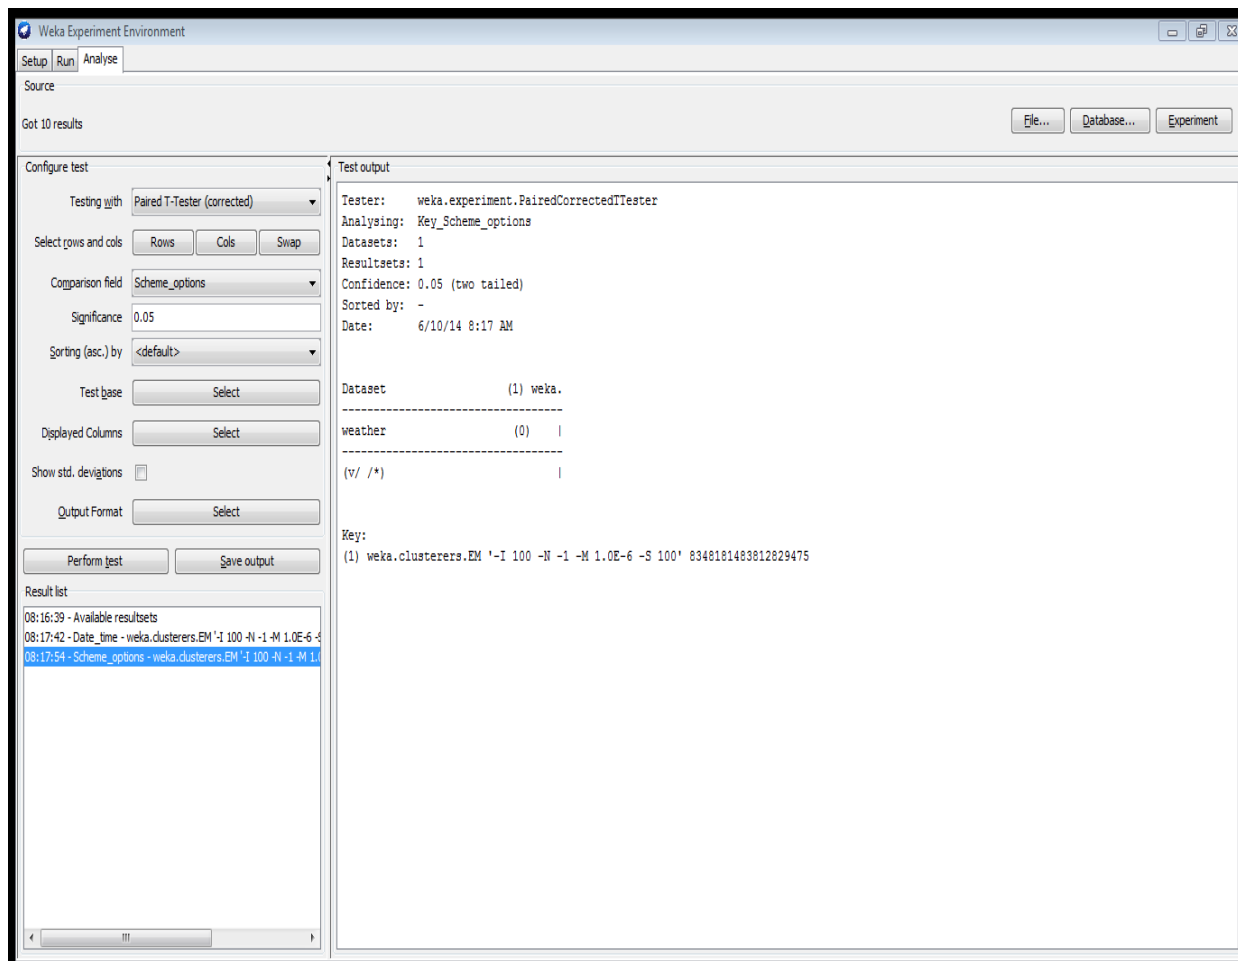 Weka Experiment Environment
Setup Run Analyse
Source
Got 10 results
File... Database... Experiment
Configure test
Testing with Paired T-Tester (corrected)
Select rows and cols Rows Cols Swap
Comparison field Scheme_options
Significance 0.05
Sorting (asc.) by <default>
Test base Select
Displayed Columns Select
Show std. deviations
Output Format Select
Perform test Save output
Result list
08:16:39 - Available resultsets
08:17:42 - Date_time - weka.clusterers.EM '-I 100 -N -1 -M 1.0E-6 -S
08:17:54 - Scheme_options - weka.clusterers.EM '-I 100 -N -1 -M 1.0
Test output
Tester: weka.experiment.PairedCorrectedTTester
Analysing: Key_Scheme_options
Datasets: 1
Resultsets: 1
Confidence: 0.05 (two tailed)
Sorted by: -
Date: 6/10/14 8:17 AM
Dataset (1) weka.
-----------------------------------
weather (0) |
-----------------------------------
(v/ /*) |
Key:
(1) weka.clusterers.EM '-I 100 -N -1 -M 1.0E-6 -S 100' 8348181483812829475